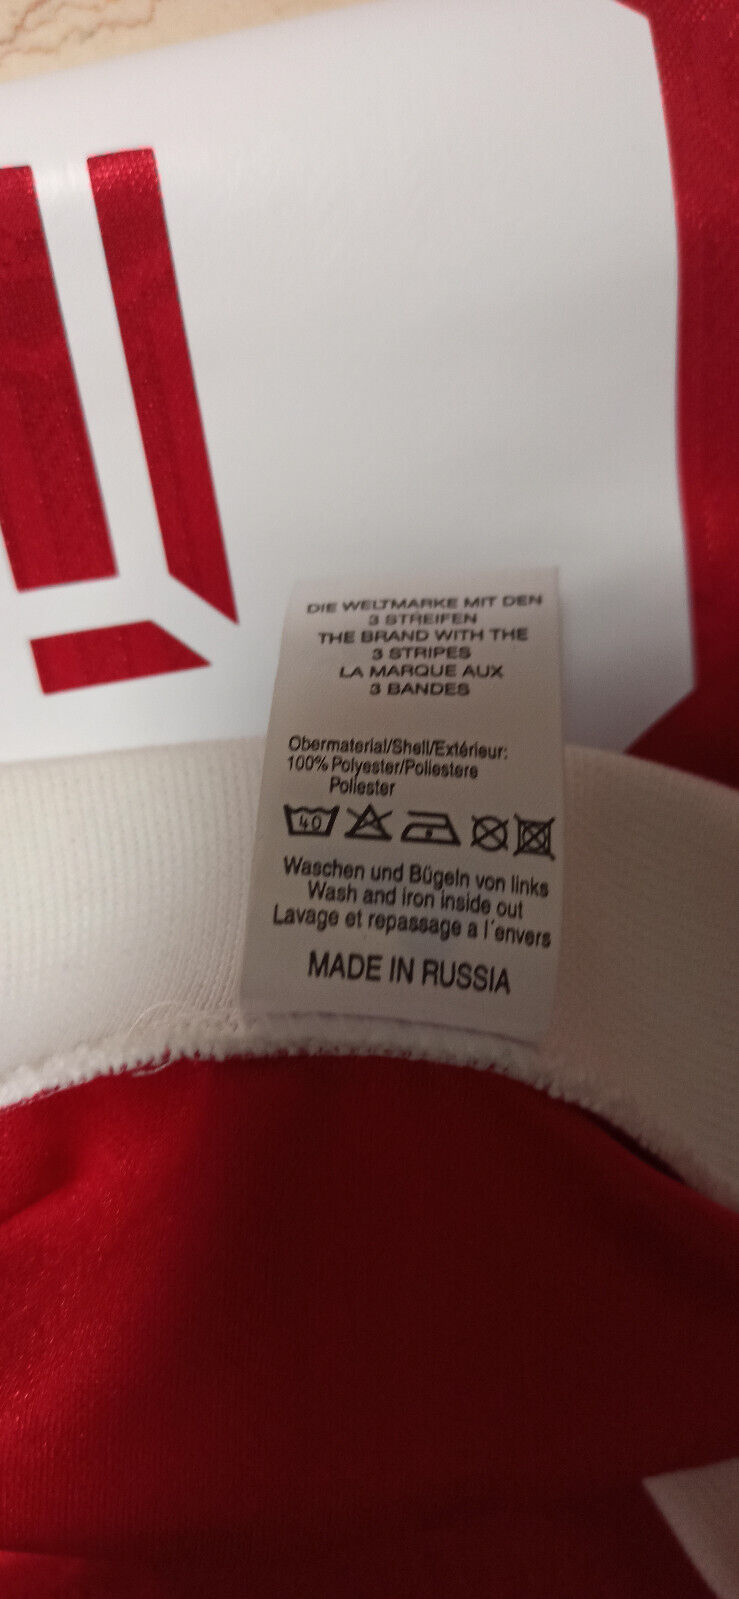 DIE WELTMARKE MIT DEN
3 STREIFEN
THE BRAND WITH THE
3 STRIPES
LA MARQUE AUX
3 BANDES
Obermaterial/Shell/Extérieur:
100% Polyester/Poliestere
Poliester
40
Waschen und Bügeln von links
Wash and iron inside out
Lavage et repassage a l´envers
MADE IN RUSSIA